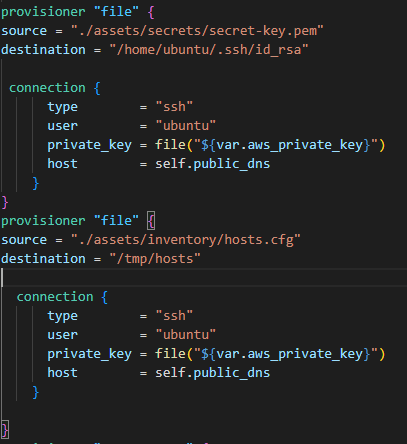 provisioner "file" {
source = "./assets/secrets/secret-key.pem"
destination = "/home/ubuntu/.ssh/id_rsa"
connection {
type = "ssh"
user = "ubuntu"
private_key = file("${var.aws_private_key}")
host = self.public_dns
}
}
provisioner "file" {
source = "./assets/inventory/hosts.cfg"
destination = "/tmp/hosts"
connection {
type = "ssh"
user = "ubuntu"
private_key = file("${var.aws_private_key}")
host = self.public_dns
}
}